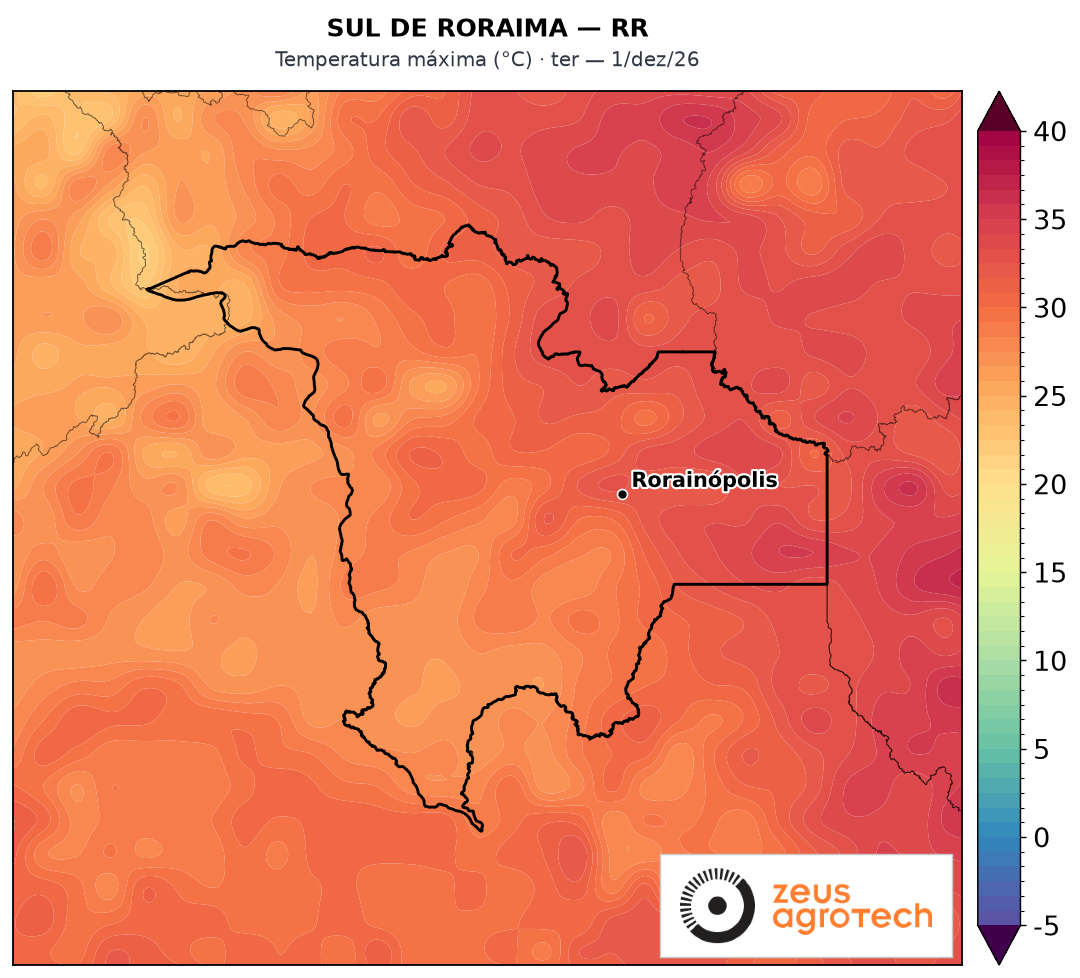 SUL DE RORAIMA — RR
Temperatura máxima (°C) · ter — 1/dez/26
40
35
30
25
20
15
10
5
0
-5
Rorainópolis
zeus
agrotech